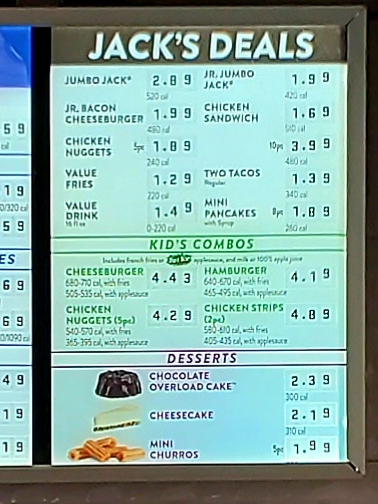 JACK'S DEALS
JUMBO JACK® 2.89 JR. JUMBO JACK® 1.99
520 cal 420 cal
JR. BACON CHEESEBURGER 1.99 CHICKEN SANDWICH 1.69
480 cal 510 cal
CHICKEN NUGGETS 5pc 1.89 10pc 3.99
240 cal 480 cal
VALUE FRIES 1.29 TWO TACOS Regular 1.39
220 cal 340 cal
VALUE DRINK 16 fl oz 1.49 MINI PANCAKES with Syrup 8pc 1.89
0-220 cal 260 cal
KID'S COMBOS
Includes french fries or applesauce, and milk or 100% apple juice
CHEESEBURGER 4.43 HAMBURGER 4.19
680-710 cal, with fries 640-670 cal, with fries
505-535 cal, with applesauce 465-495 cal, with applesauce
CHICKEN NUGGETS (5pc) 4.29 CHICKEN STRIPS (2pc) 4.89
540-570 cal, with fries 580-610 cal, with fries
365-395 cal, with applesauce 405-435 cal, with applesauce
DESSERTS
CHOCOLATE OVERLOAD CAKE™ 2.39
300 cal
CHEESECAKE 2.19
310 cal
MINI CHURROS 5pc 1.99